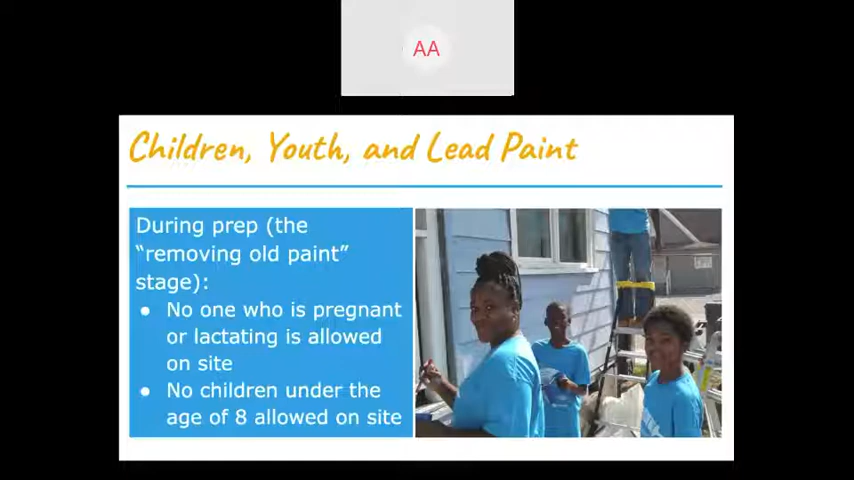 AA
Children, Youth, and Lead Paint
During prep (the
“removing old paint”
stage):
● No one who is pregnant
or lactating is allowed
on site
● No children under the
age of 8 allowed on site